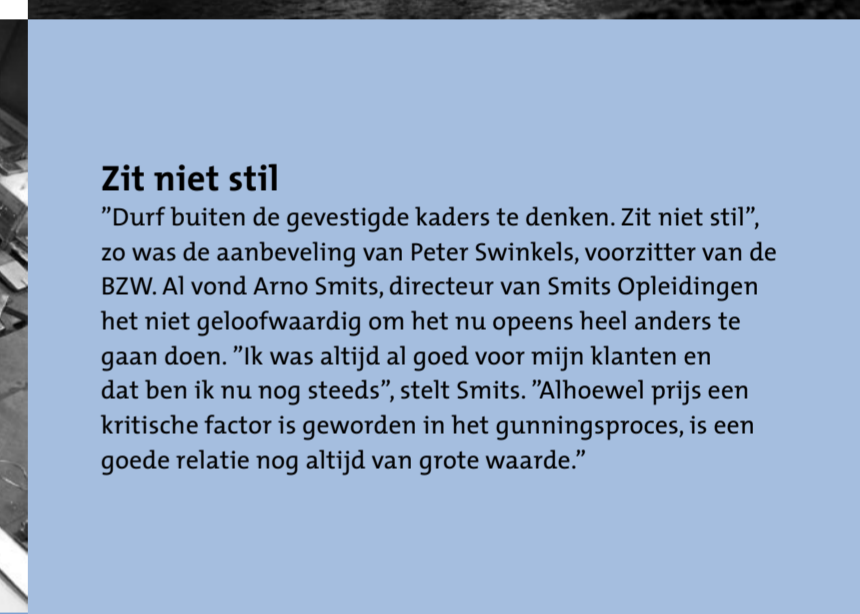 Zit niet stil
”Durf buiten de gevestigde kaders te denken. Zit niet stil”,
zo was de aanbeveling van Peter Swinkels, voorzitter van de
BZW. Al vond Arno Smits, directeur van Smits Opleidingen
het niet geloofwaardig om het nu opeens heel anders te
gaan doen. ”Ik was altijd al goed voor mijn klanten en
dat ben ik nu nog steeds”, stelt Smits. ”Alhoewel prijs een
kritische factor is geworden in het gunningsproces, is een
goede relatie nog altijd van grote waarde.”